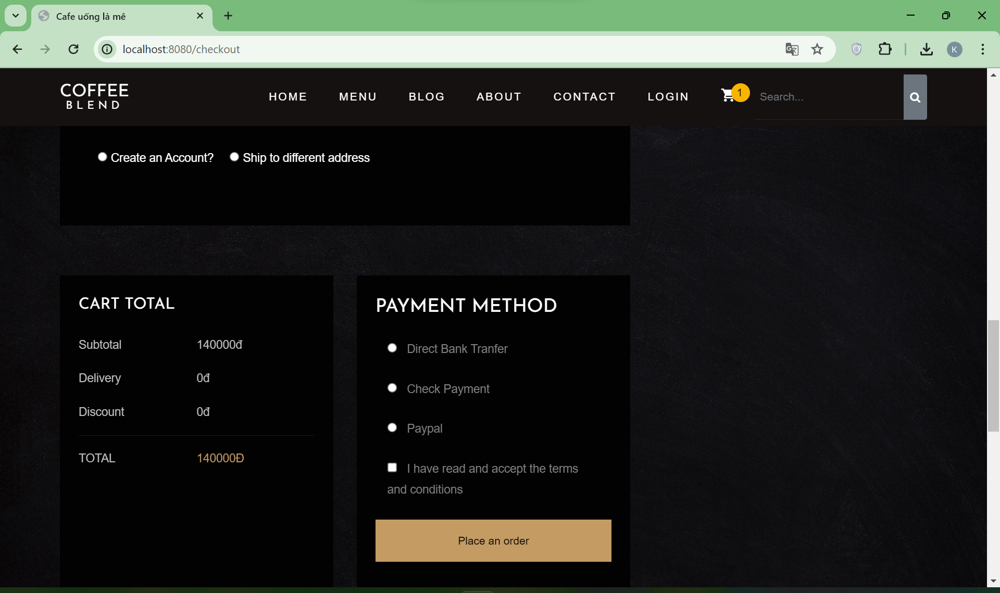 Cafe uống là mê
localhost:8080/checkout
K
COFFEE
BLEND
HOME MENU BLOG ABOUT CONTACT LOGIN 1 Search...
Create an Account? Ship to different address
CART TOTAL
Subtotal 140000đ
Delivery 0đ
Discount 0đ
TOTAL 140000Đ
PAYMENT METHOD
Direct Bank Tranfer
Check Payment
Paypal
I have read and accept the terms
and conditions
Place an order